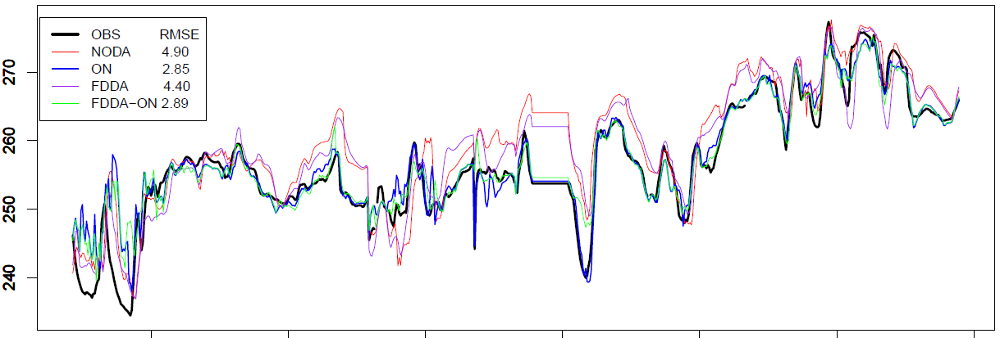 OBS RMSE
NODA 4.90
ON 2.85
FDDA 4.40
FDDA−ON 2.89
270
260
250
240